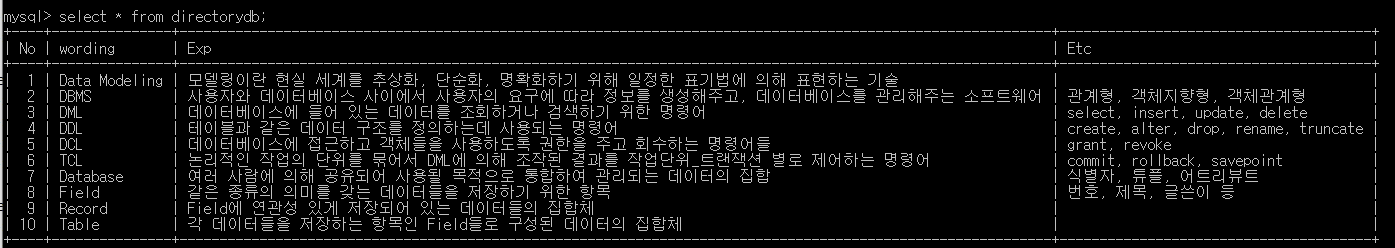 mysql> select * from directorydb;
| No | wording | Exp | Etc |
| 1 | Data Modeling | 모델링이란 현실 세계를 추상화, 단순화, 명확화하기 위해 일정한 표기법에 의해 표현하는 기술 | |
| 2 | DBMS | 사용자와 데이터베이스 사이에서 사용자의 요구에 따라 정보를 생성해주고, 데이터베이스를 관리해주는 소프트웨어 | 관계형, 객체지향형, 객체관계형 |
| 3 | DML | 데이터베이스에 들어 있는 데이터를 조회하거나 검색하기 위한 명령어 | select, insert, update, delete |
| 4 | DDL | 테이블과 같은 데이터 구조를 정의하는데 사용되는 명령어 | create, alter, drop, rename, truncate |
| 5 | DCL | 데이터베이스에 접근하고 객체들을 사용하도록 권한을 주고 회수하는 명령어들 | grant, revoke |
| 6 | TCL | 논리적인 작업의 단위를 묶어서 DML에 의해 조작된 결과를 작업단위_트랜잭션_별로 제어하는 명령어 | commit, rollback, savepoint |
| 7 | Database | 여러 사람에 의해 공유되어 사용될 목적으로 통합하여 관리되는 데이터의 집합 | 식별자, 튜플, 어트리뷰트 |
| 8 | Field | 같은 종류의 의미를 갖는 데이터들을 저장하기 위한 항목 | 번호, 제목, 글쓴이 등 |
| 9 | Record | Field에 연관성 있게 저장되어 있는 데이터들의 집합체 | |
| 10 | Table | 각 데이터들을 저장하는 항목인 Field들로 구성된 데이터의 집합체 | |